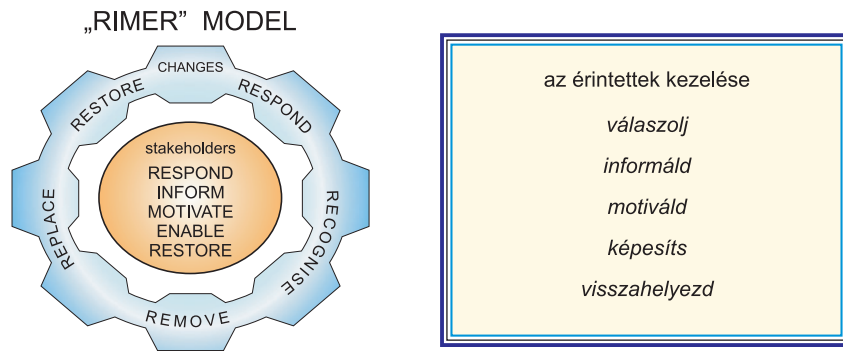 „RIMER” MODEL
CHANGES
RESPOND
RECOGNISE
REMOVE
REPLACE
RESTORE
stakeholders
RESPOND
INFORM
MOTIVATE
ENABLE
RESTORE
az érintettek kezelése
válaszolj
informáld
motiváld
képesíts
visszahelyezd